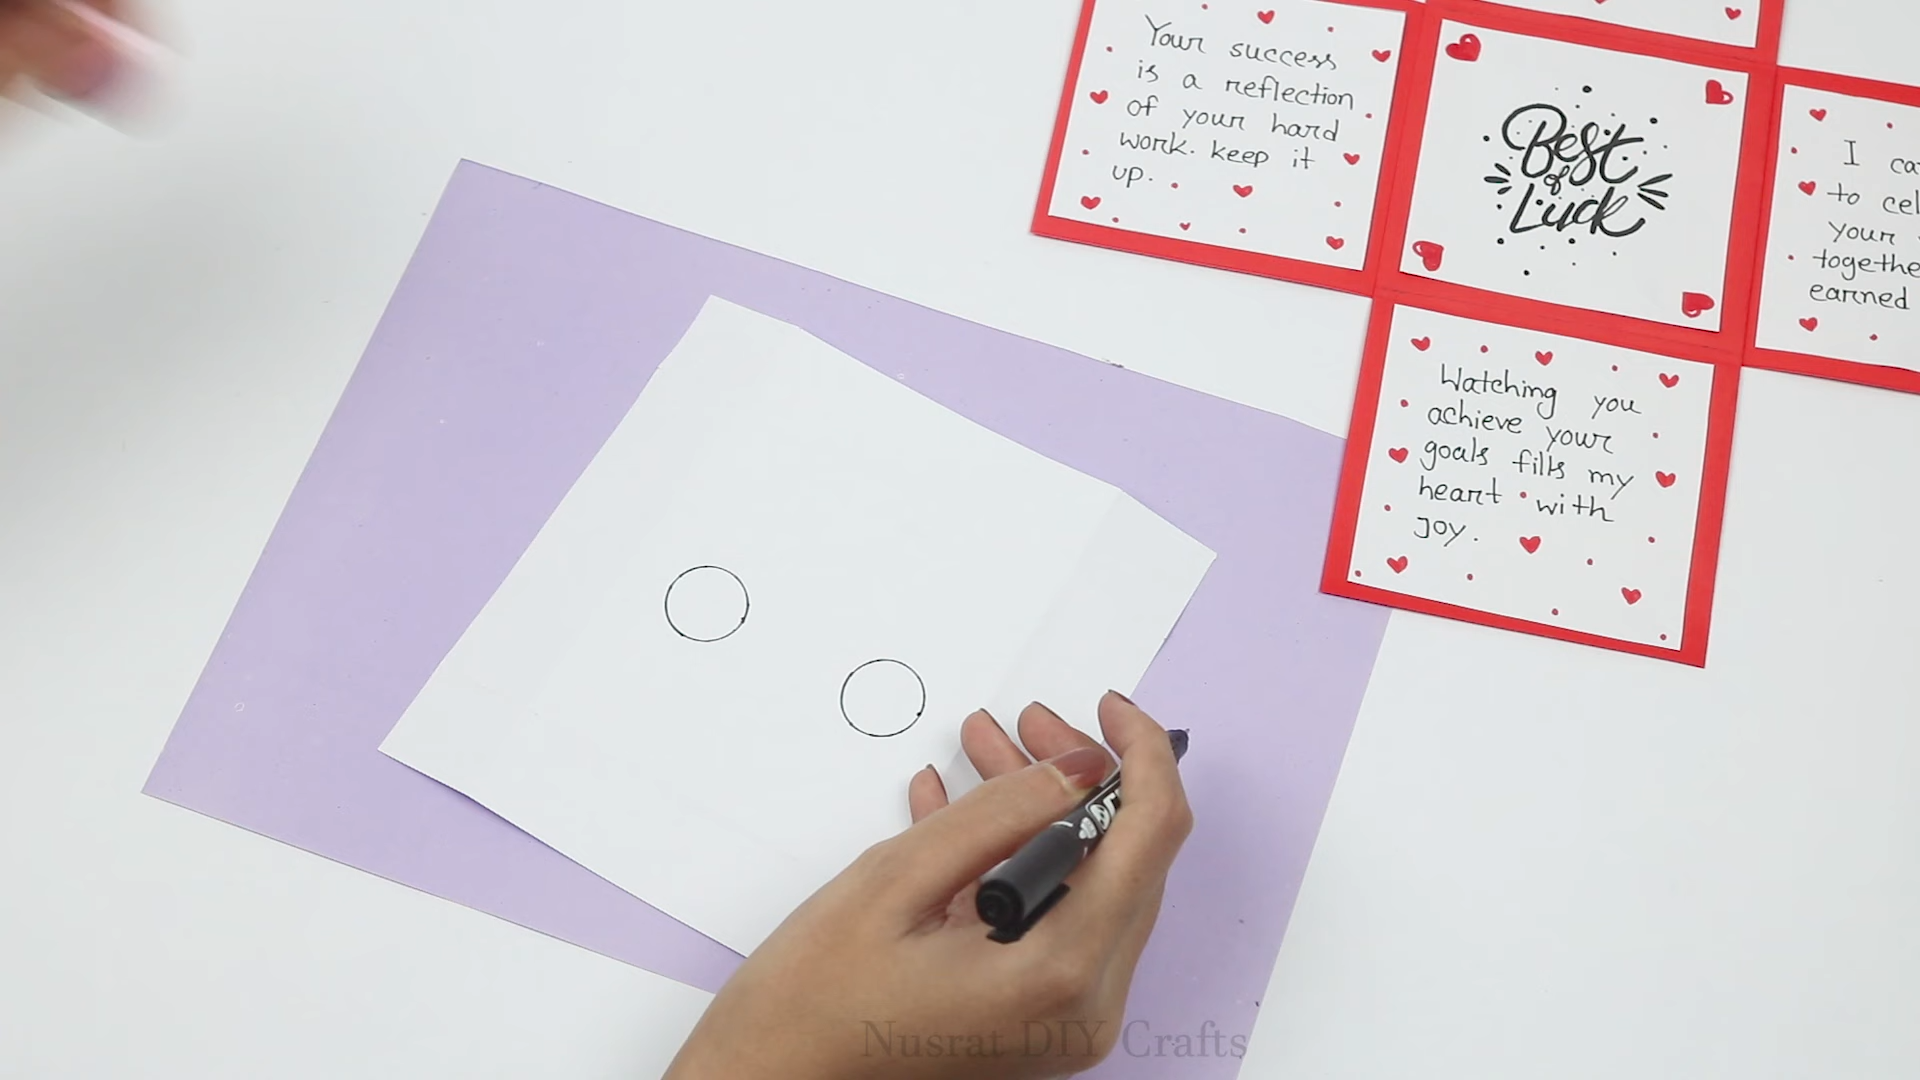 Your success
is a reflection
of your hard
work. keep it
up.
Best
of
Luck
I
to
your
togethe
earned
Watching you
achieve your
goals fills my
heart with
joy.
Nusrat DIY Crafts